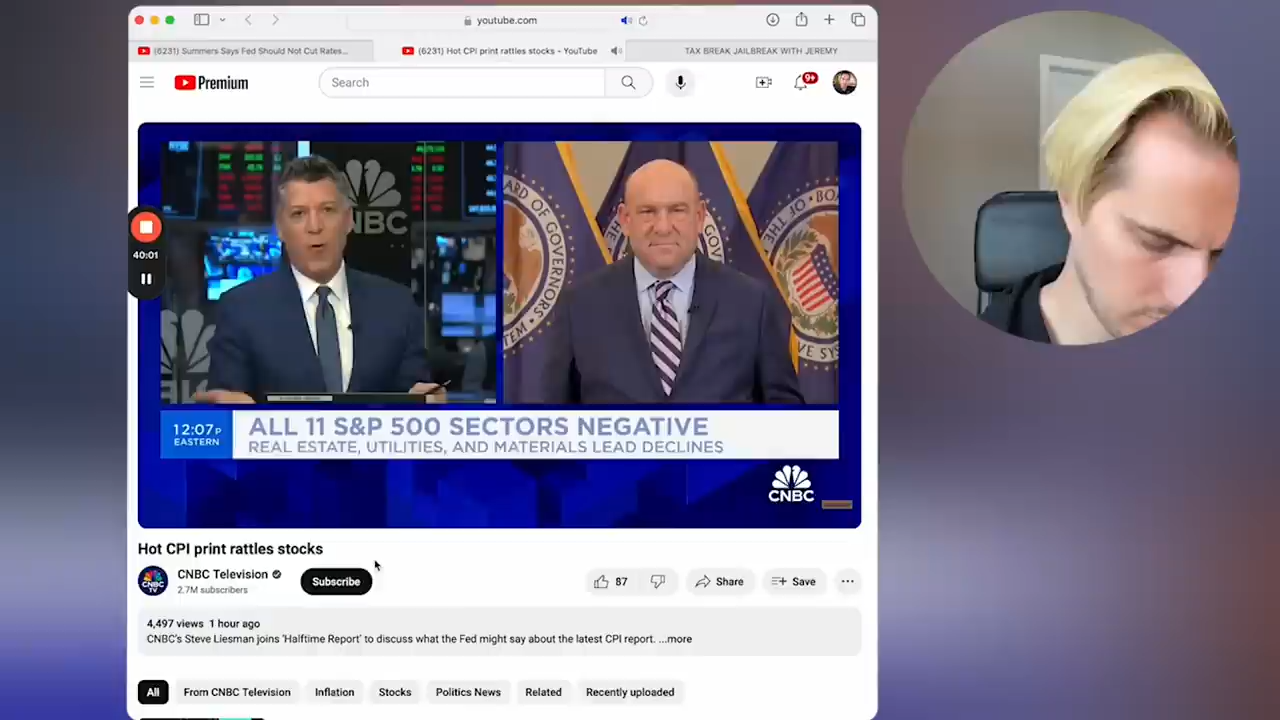 youtube.com
(6231) Summers Says Fed Should Not Cut Rates...
(6231) Hot CPI print rattles stocks - YouTube
TAX BREAK JAILBREAK WITH JEREMY
Premium
Search
9+
CNBC
ARD OF GOVERNORS
40:01
12:07P
EASTERN
ALL 11 S&P 500 SECTORS NEGATIVE
REAL ESTATE, UTILITIES, AND MATERIALS LEAD DECLINES
CNBC
Hot CPI print rattles stocks
CNBC Television
2.7M subscribers
Subscribe
87
Share
Save
4,497 views 1 hour ago
CNBC's Steve Liesman joins 'Halftime Report' to discuss what the Fed might say about the latest CPI report. ...more
All
From CNBC Television
Inflation
Stocks
Politics News
Related
Recently uploaded